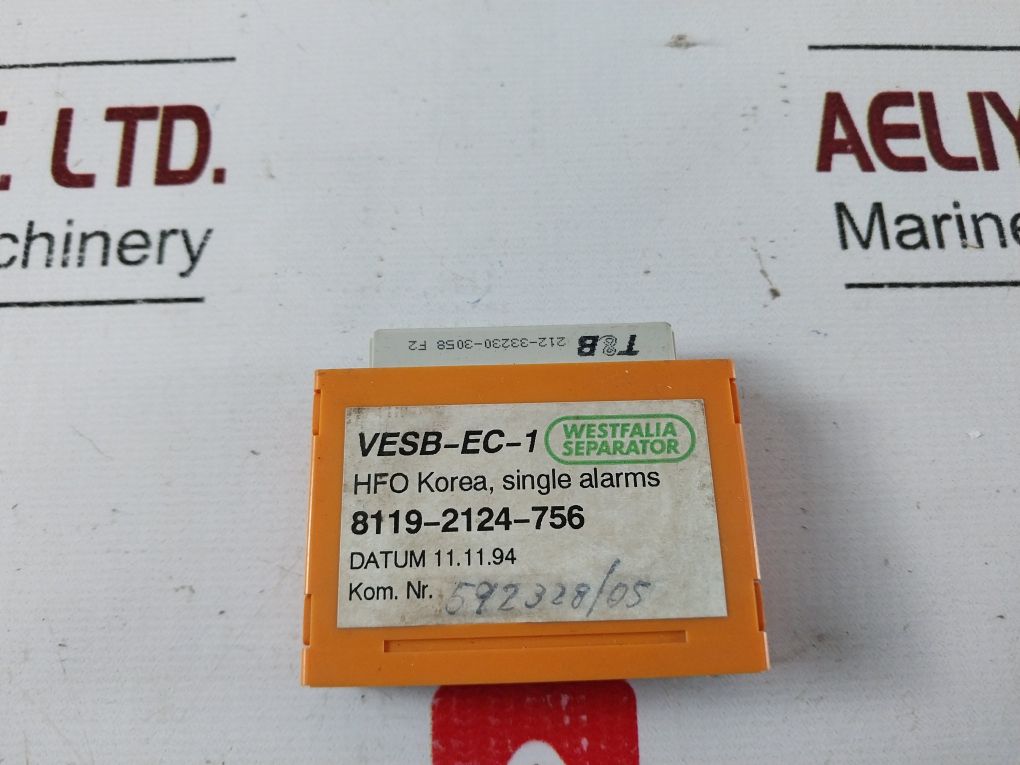 LTD.
chinery
AELIY
Marine
T&B 212-33230-3058 F2
VESB-EC-1
WESTFALIA
SEPARATOR
HFO Korea, single alarms
8119-2124-756
DATUM 11.11.94
Kom. Nr. 592328/05